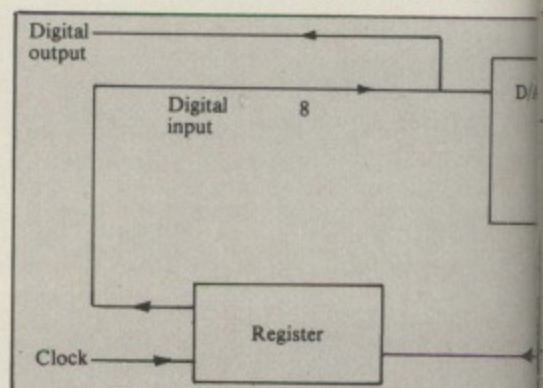 Digital
output
Digital 8
input
D/A
Register
Clock